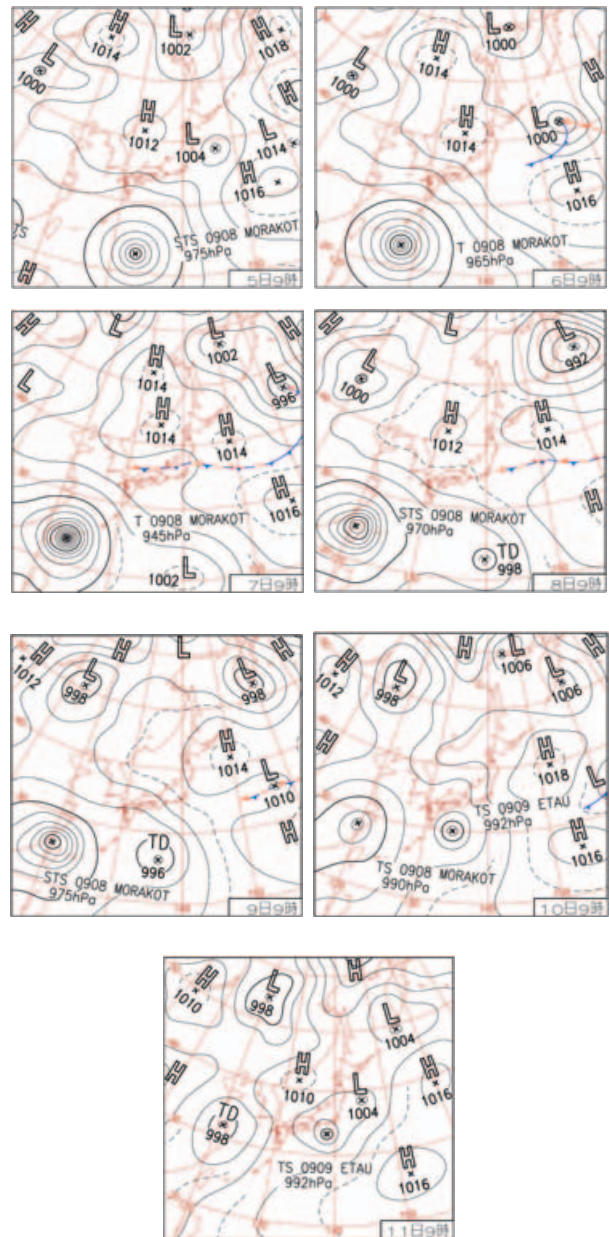 H
1014
L
1002
H
1018
L
1000
H
H
1012
L
1004
L
1014
H
1016
STS 0908 MORAKOT
975hPa
H
5日9時
H
1014
L
1000
L
1000
L
1000
H
1014
H
1016
T 0908 MORAKOT
965hPa
6日9時
H
L
L
1002
H
L
H
1014
L
996
H
1014
H
1014
H
1016
T 0908 MORAKOT
945hPa
L
1002
7日9時
H
L
L
992
L
1000
H
1012
H
1014
H
STS 0908 MORAKOT
970hPa
TD
998
8日9時
H
1012
H
L
L
998
L
998
H
1014
L
1010
H
TD
996
STS 0908 MORAKOT
975hPa
9日9時
H
1012
H
L
1006
L
998
L
1006
H
H
1018
L
TS 0909 ETAU
992hPa
H
1016
TS 0908 MORAKOT
990hPa
10日9時
H
1010
L
998
H
L
1004
H
H
1010
L
1004
H
1016
TD
998
TS 0909 ETAU
992hPa
H
1016
11日9時